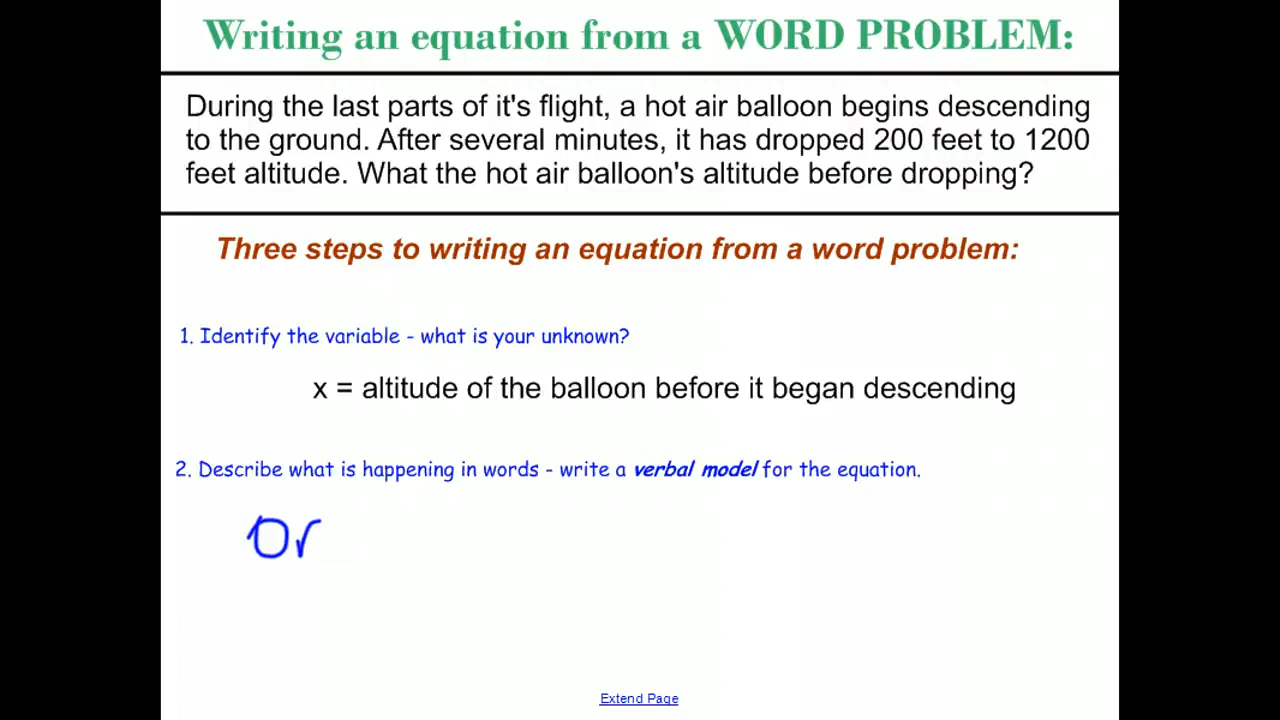 Writing an equation from a WORD PROBLEM:
During the last parts of it's flight, a hot air balloon begins descending
to the ground. After several minutes, it has dropped 200 feet to 1200
feet altitude. What the hot air balloon's altitude before dropping?
Three steps to writing an equation from a word problem:
1. Identify the variable - what is your unknown?
x = altitude of the balloon before it began descending
2. Describe what is happening in words - write a verbal model for the equation.
Or
Extend Page